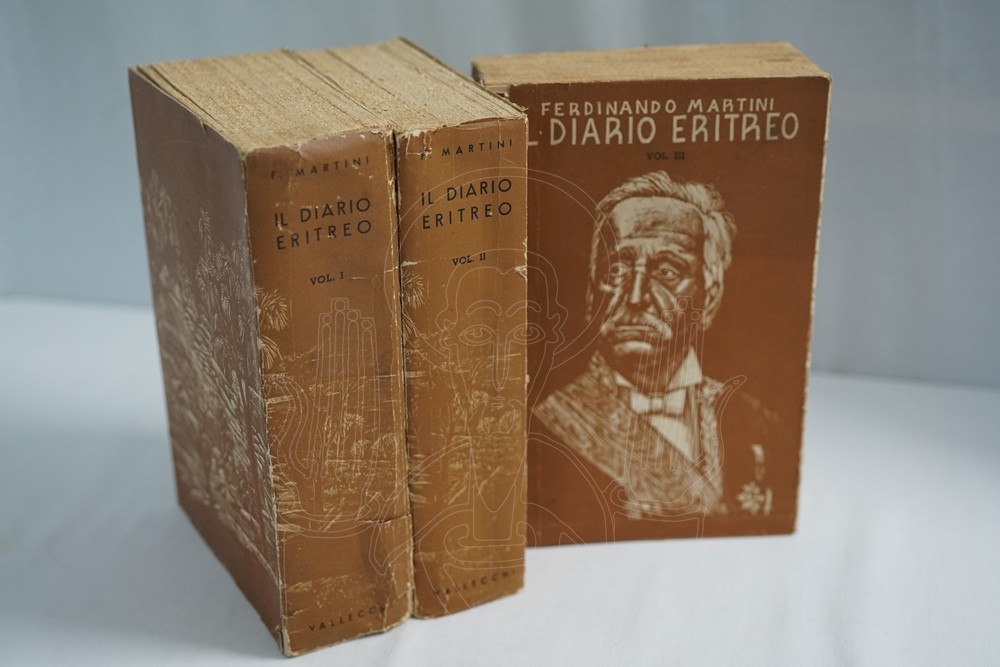 F. MARTINI
IL DIARIO
ERITREO
VOL. I
VALLECCHI
F. MARTINI
IL DIARIO
ERITREO
VOL. II
VALLECCHI
FERDINANDO MARTINI
IL DIARIO ERITREO
VOL. III